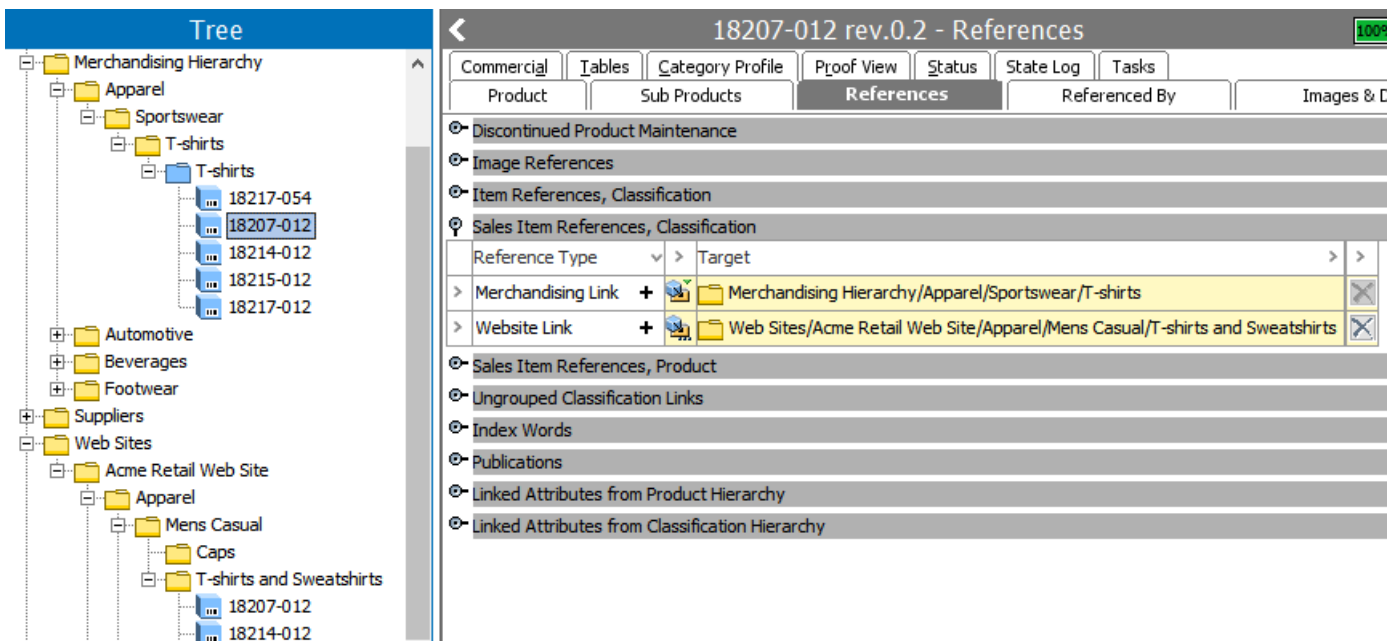 Tree
Merchandising Hierarchy
Apparel
Sportswear
T-shirts
T-shirts
18217-054
18207-012
18214-012
18215-012
18217-012
Automotive
Beverages
Footwear
Suppliers
Web Sites
Acme Retail Web Site
Apparel
Mens Casual
Caps
T-shirts and Sweatshirts
18207-012
18214-012
18207-012 rev.0.2 - References
100%
Commercial Tables Category Profile Proof View Status State Log Tasks
Product Sub Products References Referenced By Images & D
Discontinued Product Maintenance
Image References
Item References, Classification
Sales Item References, Classification
Reference Type > Target > >
> Merchandising Link + Merchandising Hierarchy/Apparel/Sportswear/T-shirts
> Website Link + Web Sites/Acme Retail Web Site/Apparel/Mens Casual/T-shirts and Sweatshirts
Sales Item References, Product
Ungrouped Classification Links
Index Words
Publications
Linked Attributes from Product Hierarchy
Linked Attributes from Classification Hierarchy